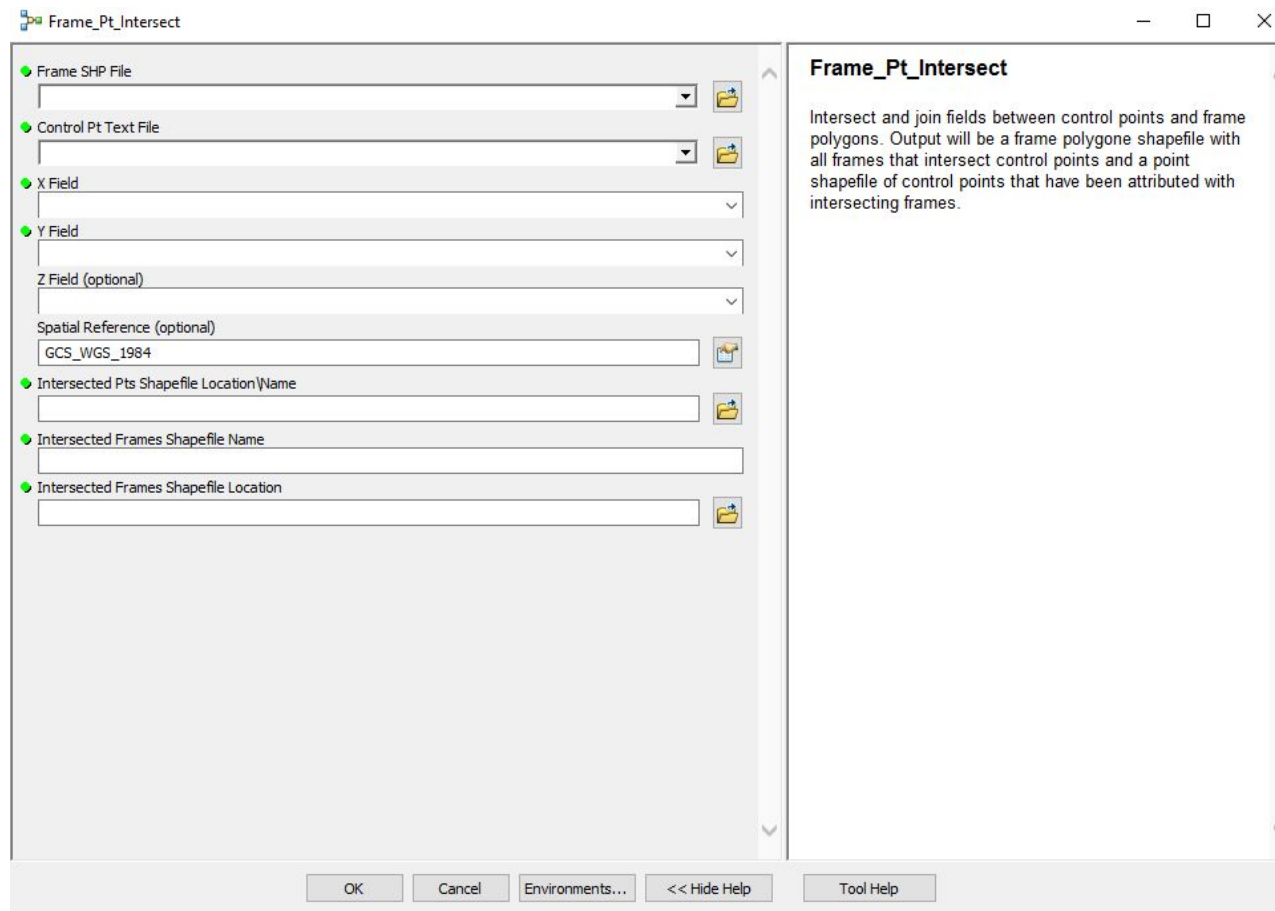 Frame_Pt_Intersect
Frame SHP File
Control Pt Text File
X Field
Y Field
Z Field (optional)
Spatial Reference (optional)
GCS_WGS_1984
Intersected Pts Shapefile Location\Name
Intersected Frames Shapefile Name
Intersected Frames Shapefile Location
Frame_Pt_Intersect
Intersect and join fields between control points and frame
polygons. Output will be a frame polygone shapefile with
all frames that intersect control points and a point
shapefile of control points that have been attributed with
intersecting frames.
OK
Cancel
Environments...
<< Hide Help
Tool Help